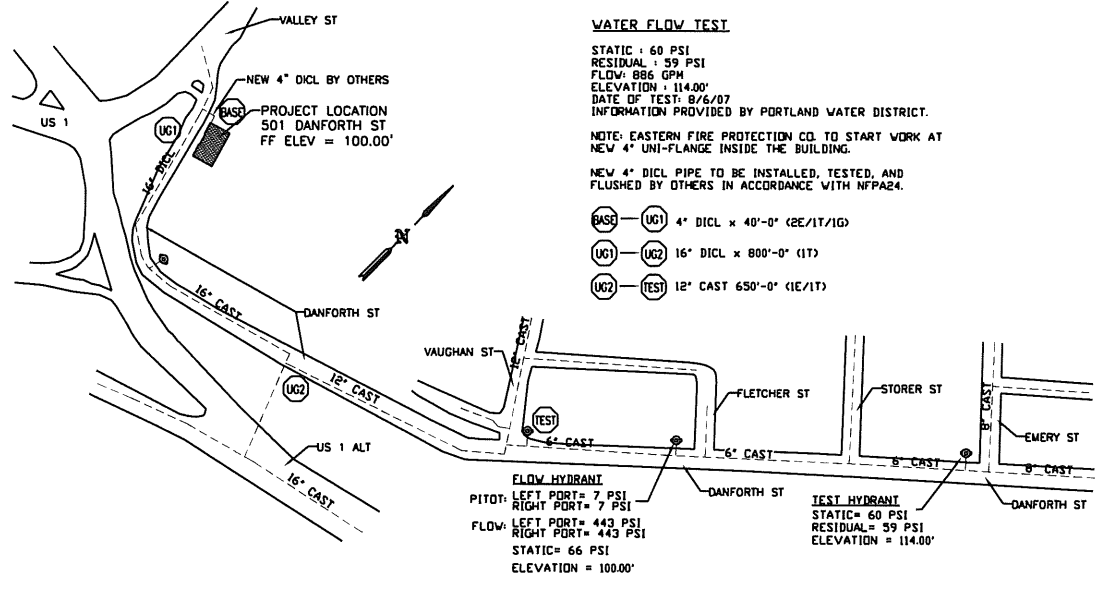 VALLEY ST
NEW 4" DICL BY OTHERS
BASE
PROJECT LOCATION
501 DANFORTH ST
FF ELEV = 100.00'
US 1
UG1
16" DICL
N
16" CAST
DANFORTH ST
12" CAST
UG2
US 1 ALT
16" CAST
WATER FLOW TEST
STATIC : 60 PSI
RESIDUAL : 59 PSI
FLOW: 886 GPM
ELEVATION : 114.00'
DATE OF TEST: 8/6/07
INFORMATION PROVIDED BY PORTLAND WATER DISTRICT.
NOTE: EASTERN FIRE PROTECTION CO. TO START WORK AT
NEW 4" UNI-FLANGE INSIDE THE BUILDING.
NEW 4" DICL PIPE TO BE INSTALLED, TESTED, AND
FLUSHED BY OTHERS IN ACCORDANCE WITH NFPA24.
BASE — UG1 4" DICL x 40'-0" (2E/1T/1G)
UG1 — UG2 16" DICL x 800'-0" (1T)
UG2 — TEST 12" CAST 650'-0" (1E/1T)
VAUGHAN ST
12" CAST
TEST
6" CAST
FLETCHER ST
6" CAST
STORER ST
6" CAST
8" CAST
EMERY ST
8" CAST
DANFORTH ST
DANFORTH ST
FLOW HYDRANT
PITOT: LEFT PORT= 7 PSI
RIGHT PORT= 7 PSI
FLOW: LEFT PORT= 443 PSI
RIGHT PORT= 443 PSI
STATIC= 66 PSI
ELEVATION = 100.00'
TEST HYDRANT
STATIC= 60 PSI
RESIDUAL= 59 PSI
ELEVATION = 114.00'